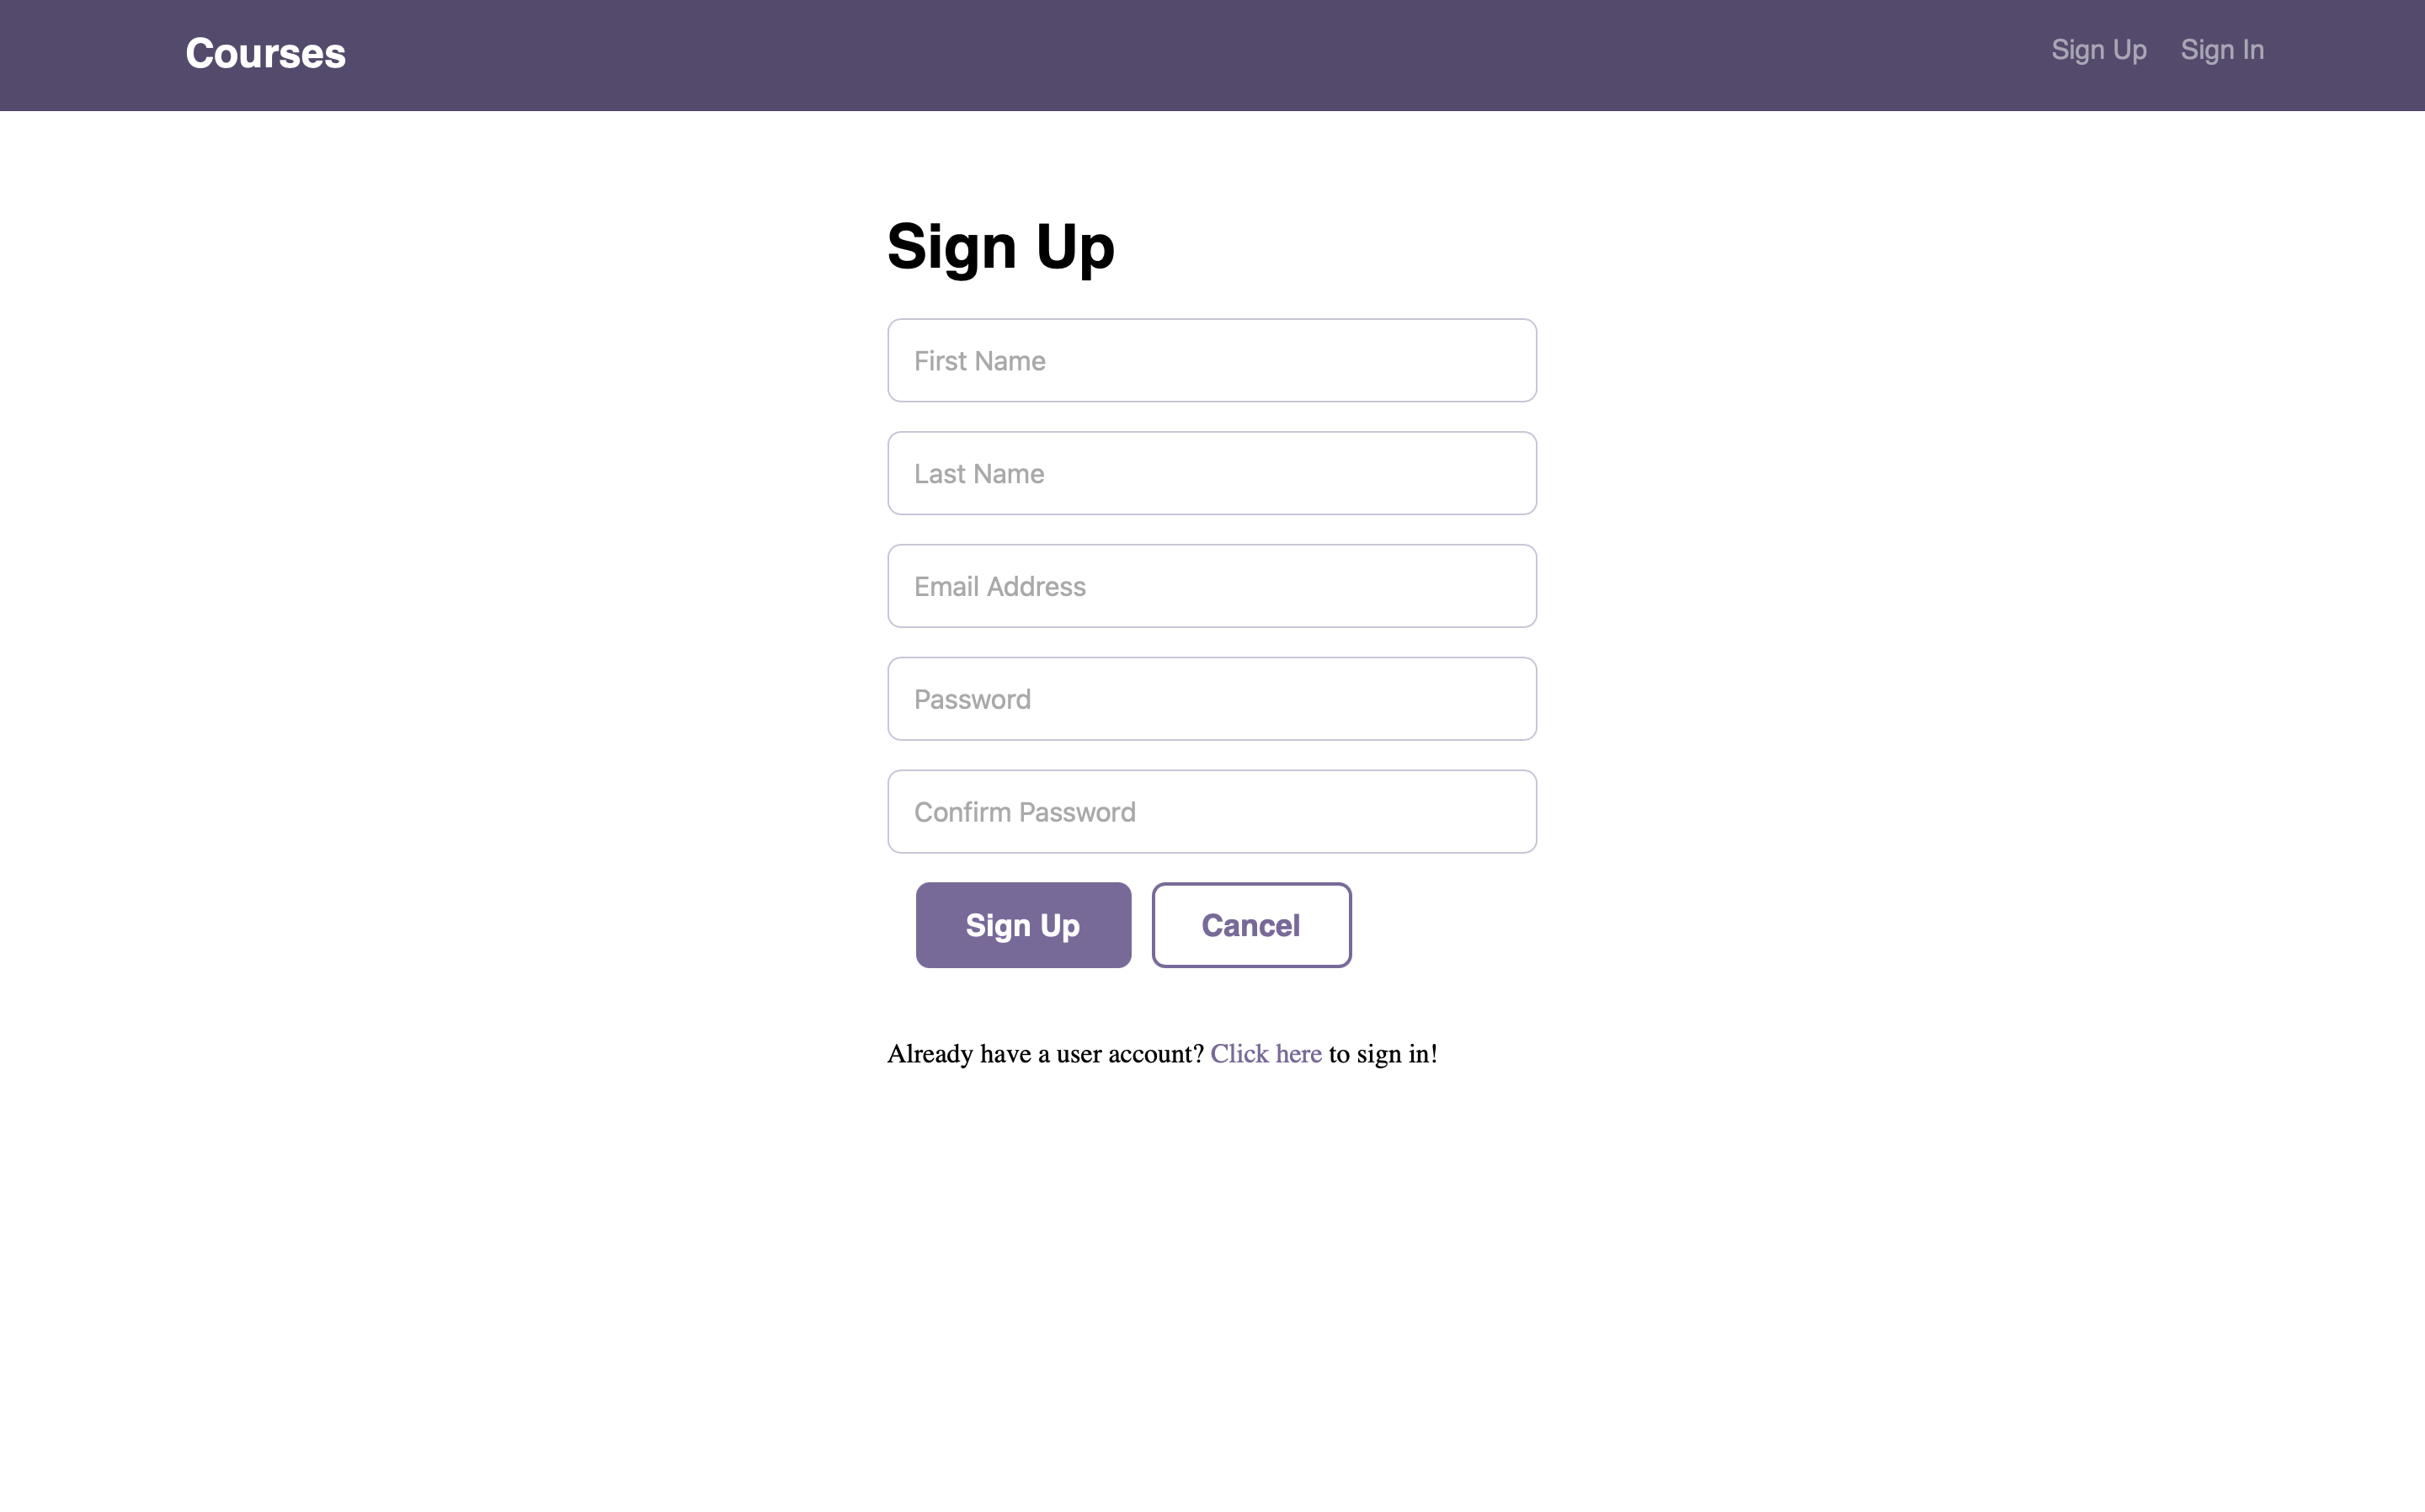 Courses
Sign Up Sign In
Sign Up
First Name
Last Name
Email Address
Password
Confirm Password
Sign Up Cancel
Already have a user account? Click here to sign in!